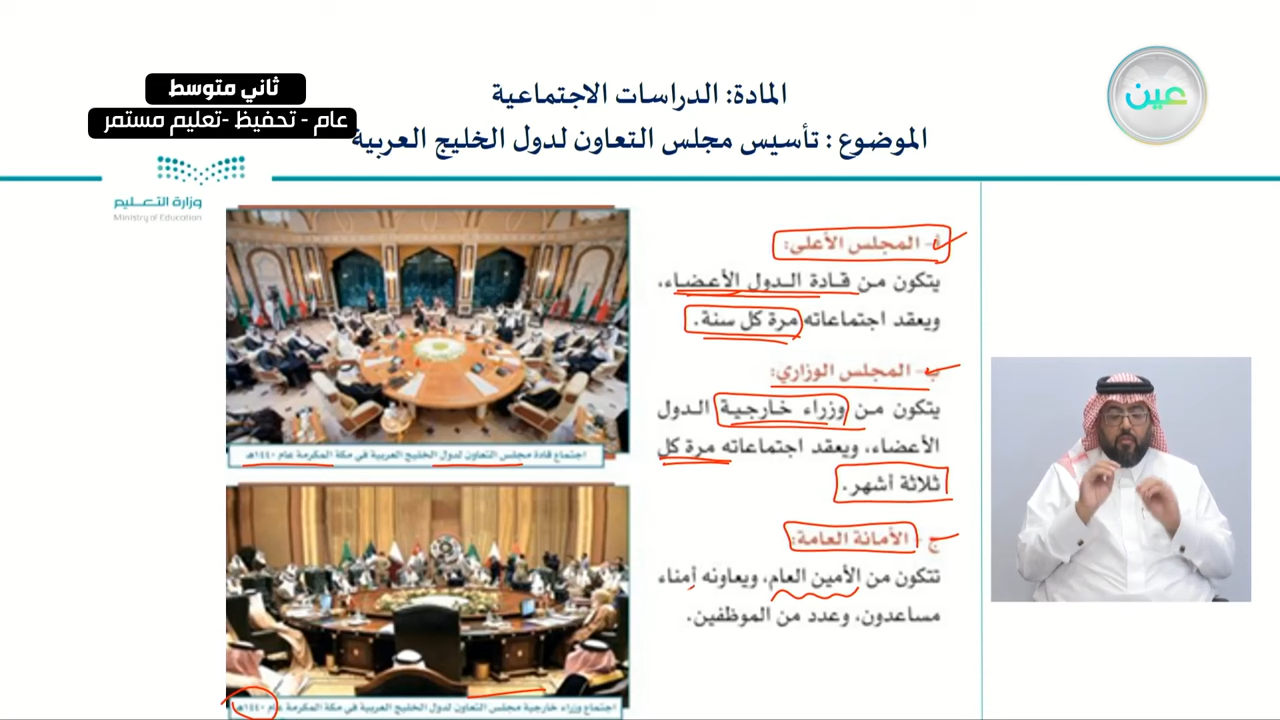 عين
المادة: الدراسات الاجتماعية
الموضوع : تأسيس مجلس التعاون لدول الخليج العربية
ثاني متوسط
عام - تحفيظ -تعليم مستمر
وزارة التعـــليم
Ministry of Education
أ- المجلس الأعلى:
يتكون من قادة الدول الأعضاء،
ويعقد اجتماعاته مرة كل سنة.
ب- المجلس الوزاري:
يتكون من وزراء خارجية الدول
الأعضاء، ويعقد اجتماعاته مرة كل
ثلاثة أشهر.
ج - الأمانة العامة:
تتكون من الأمين العام، ويعاونه أمناء
مساعدون، وعدد من الموظفين.
اجتماع قادة مجلس التعاون لدول الخليج العربية في مكة المكرمة عام ١٤٤٠هـ
اجتماع وزراء خارجية مجلس التعاون لدول الخليج العربية في مكة المكرمة عام ١٤٤٠هـ